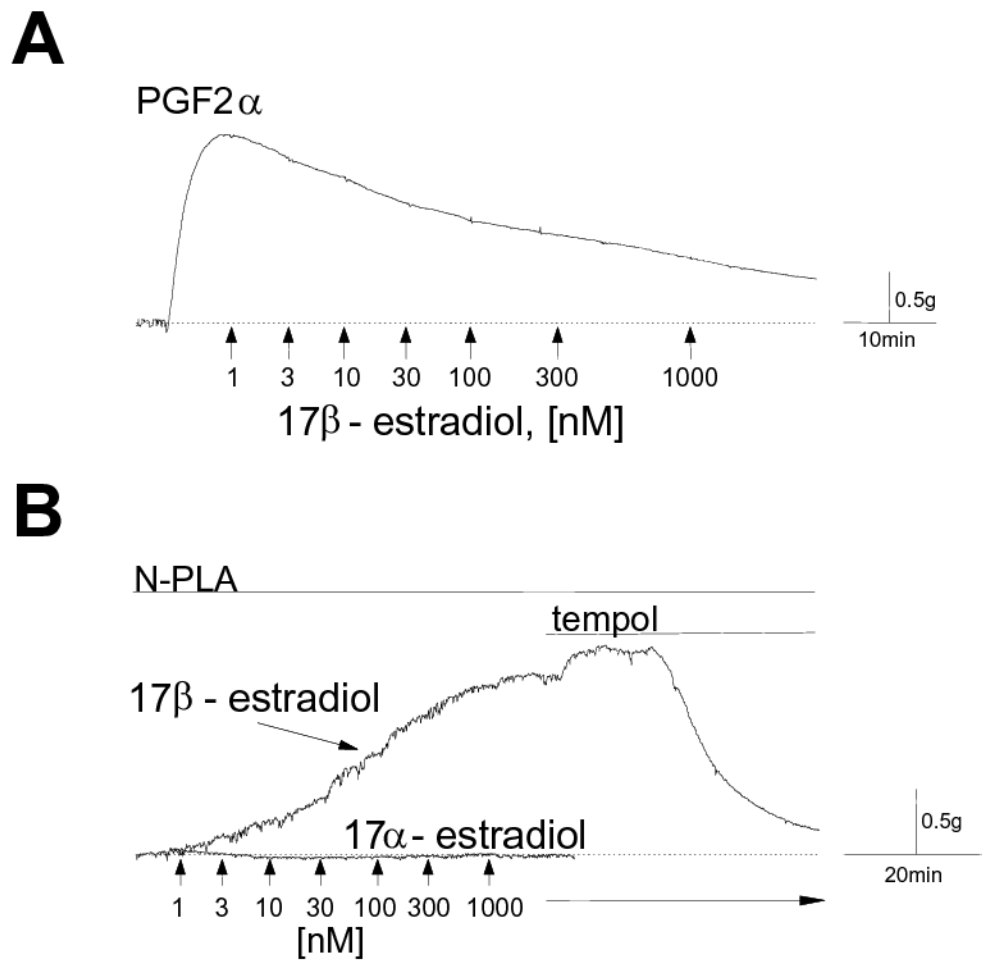 A
PGF2α
0.5g
10min
1 3 10 30 100 300 1000
17β - estradiol, [nM]
B
N-PLA
tempol
17β - estradiol
17α - estradiol
0.5g
20min
1 3 10 30 100 300 1000
[nM]